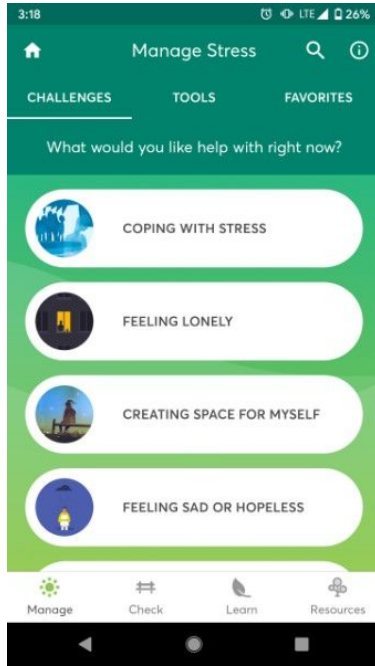 3:18 LTE 26%
Manage Stress
CHALLENGES TOOLS FAVORITES
What would you like help with right now?
COPING WITH STRESS
FEELING LONELY
CREATING SPACE FOR MYSELF
FEELING SAD OR HOPELESS
Manage Check Learn Resources